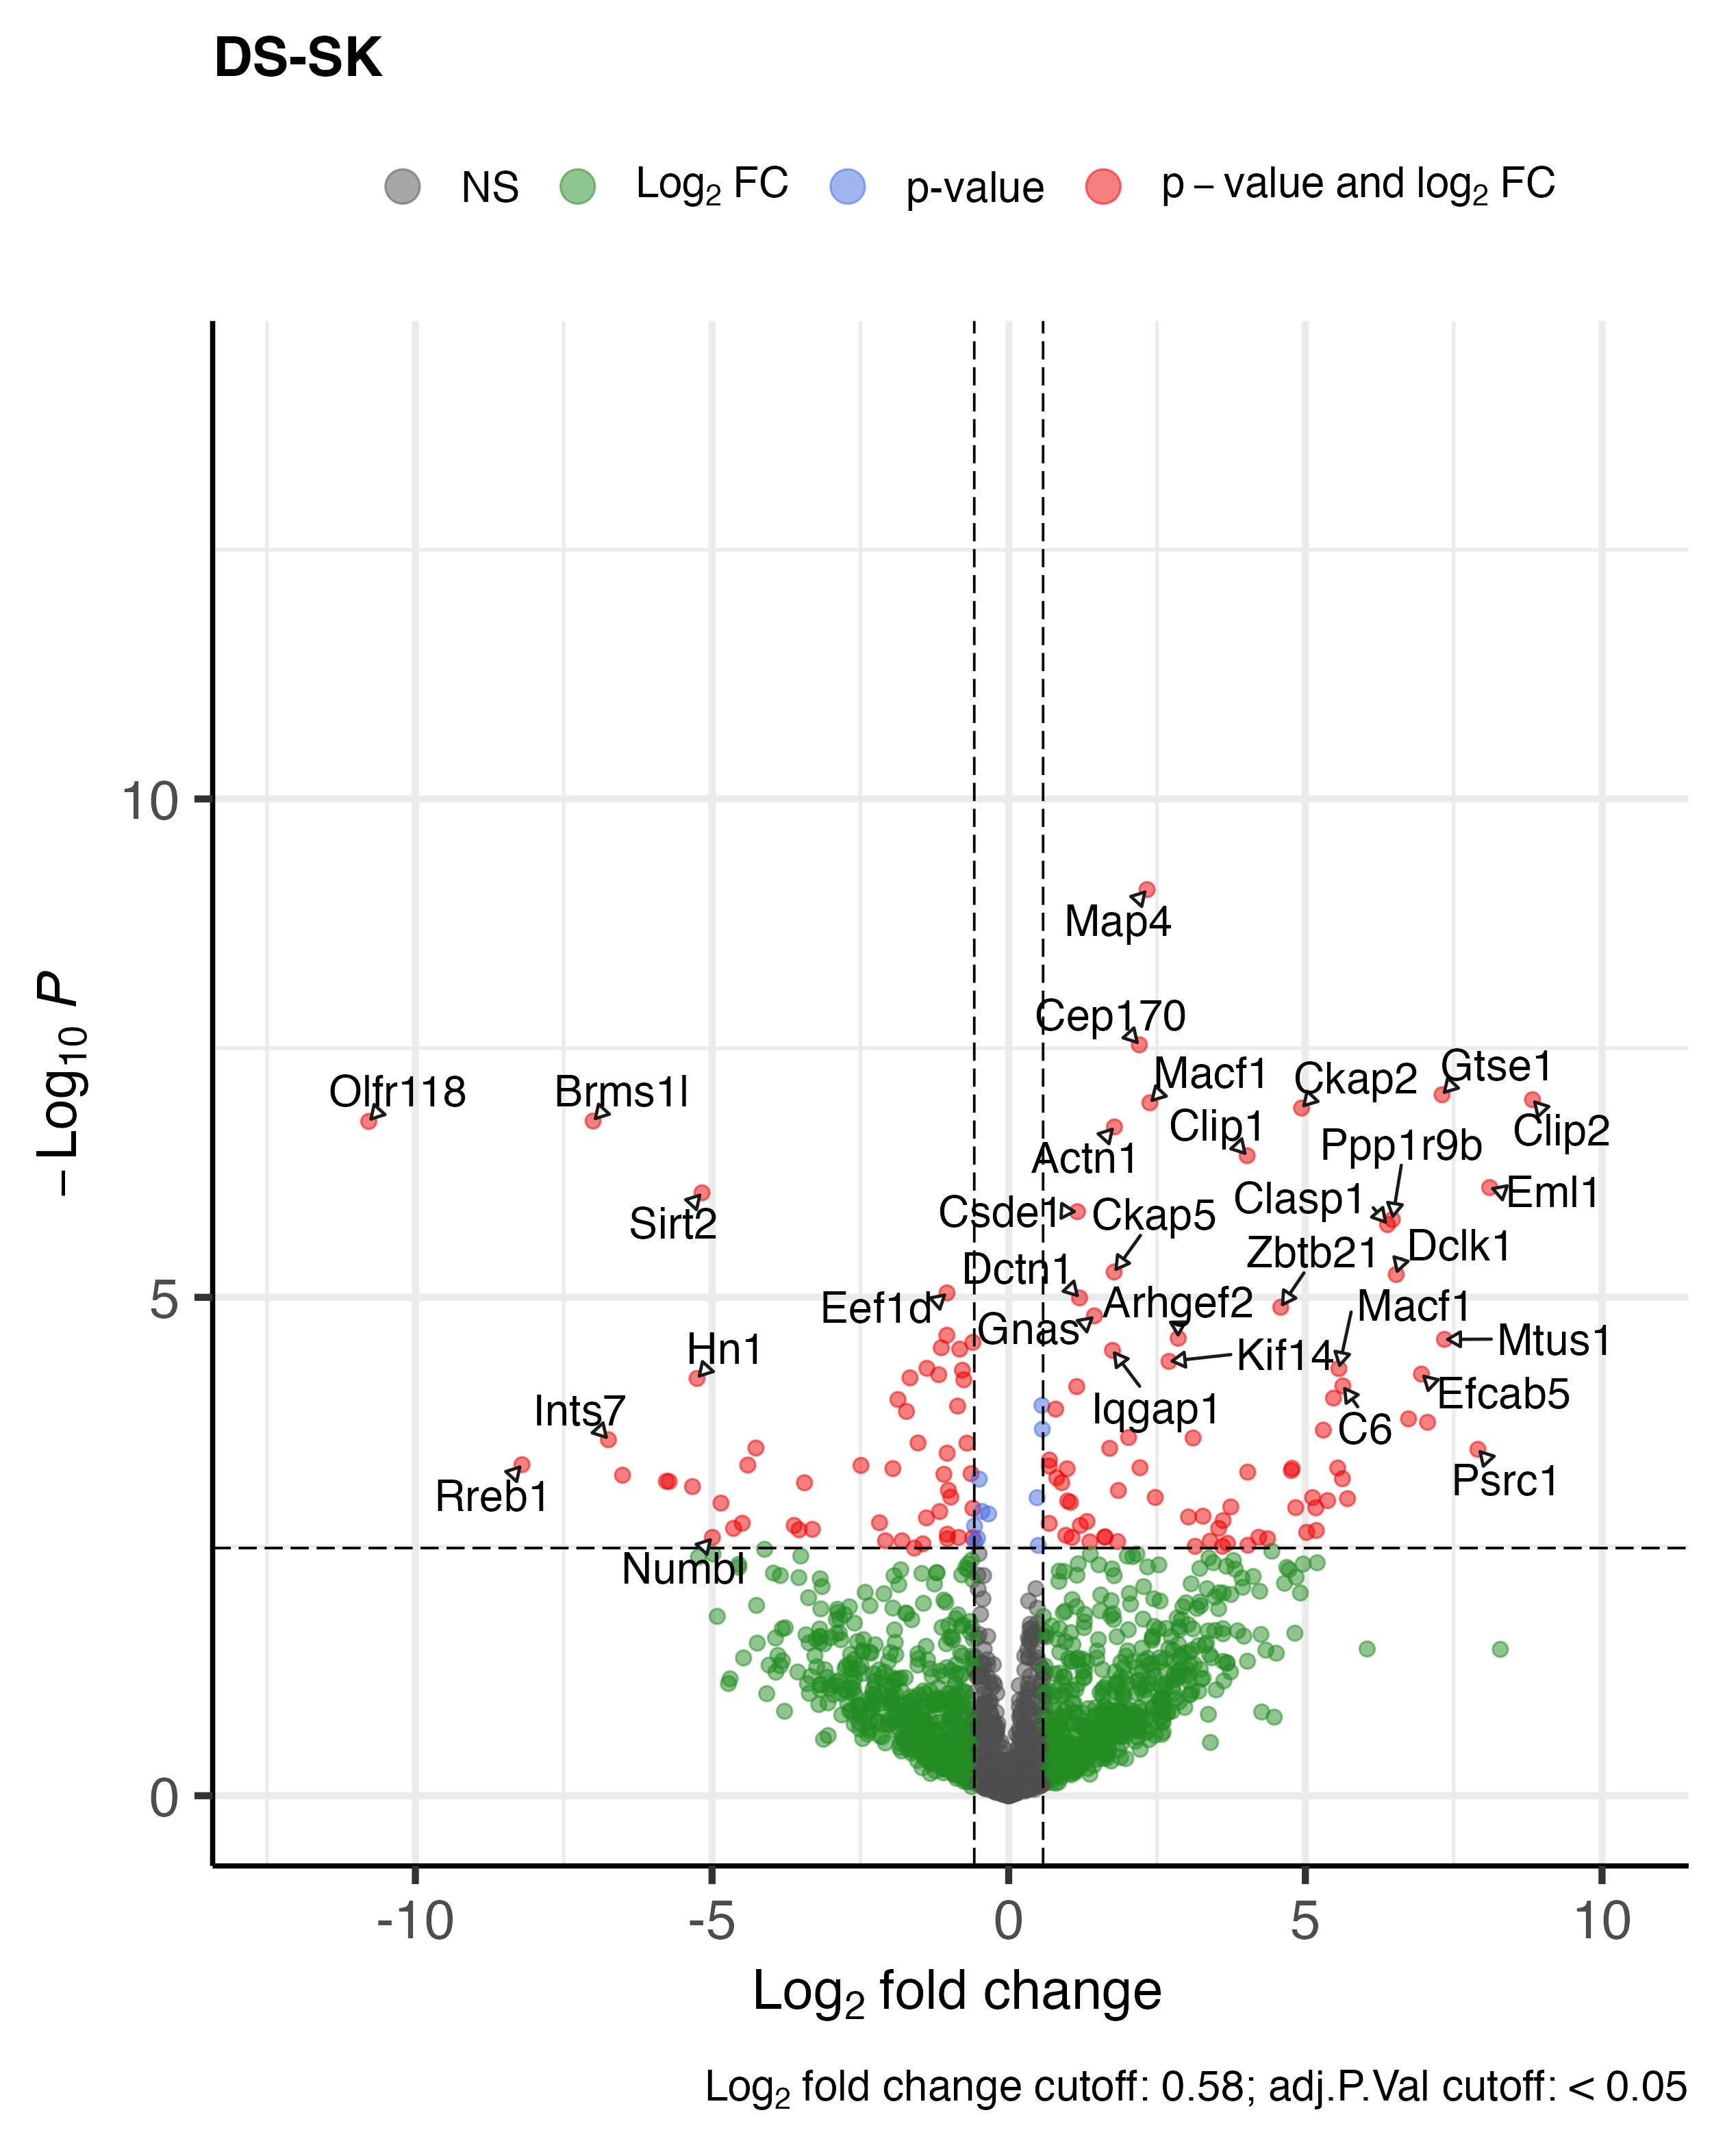 DS-SK
NS Log2 FC p-value p – value and log2 FC
–Log10 P
10
5
0
Map4
Cep170
Macf1
Gtse1
Ckap2
Olfr118
Brms1l
Clip1
Clip2
Ppp1r9b
Actn1
Eml1
Clasp1
Csde1
Ckap5
Sirt2
Dclk1
Zbtb21
Dctn1
Arhgef2
Macf1
Eef1d
Gnas
Mtus1
Hn1
Kif14
Efcab5
Iqgap1
Ints7
C6
Psrc1
Rreb1
Numbl
-10 -5 0 5 10
Log2 fold change
Log2 fold change cutoff: 0.58; adj.P.Val cutoff: < 0.05